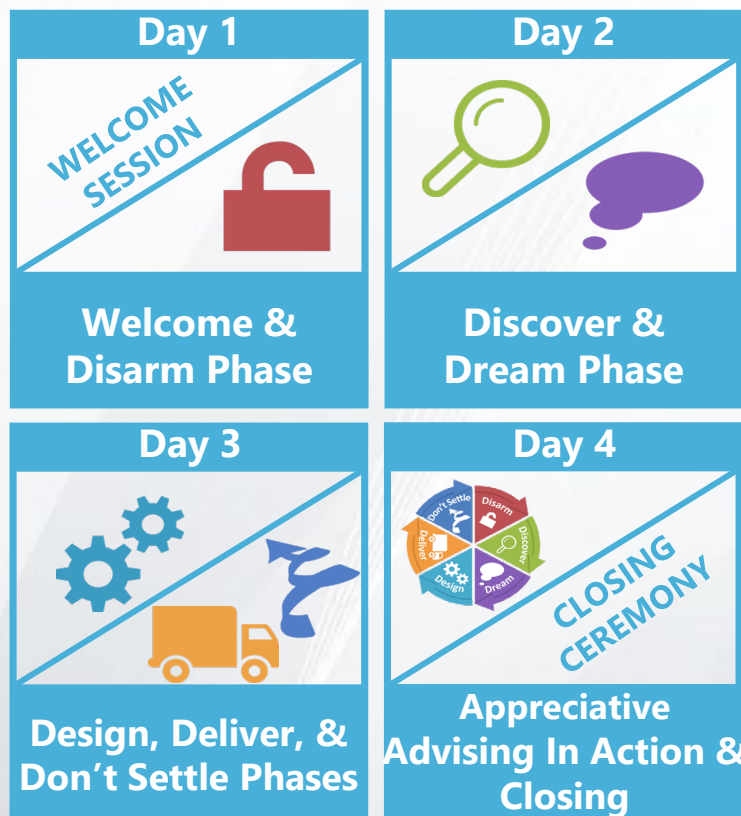 Day 1
WELCOME
SESSION
Welcome &
Disarm Phase
Day 2
Discover &
Dream Phase
Day 3
Design, Deliver, &
Don’t Settle Phases
Day 4
Don't Settle
Disarm
Discover
Dream
Design
Deliver
CLOSING
CEREMONY
Appreciative
Advising In Action &
Closing